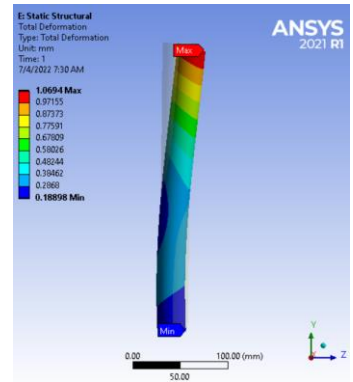 E: Static Structural
Total Deformation
Type: Total Deformation
Unit: mm
Time: 1
7/4/2022 7:30 AM
ANSYS
2021 R1
1.0694 Max
0.97155
0.87373
0.77591
0.67809
0.58026
0.48244
0.38462
0.2868
0.18898 Min
Max
Min
0.00
100.00 (mm)
50.00
Y
X
Z